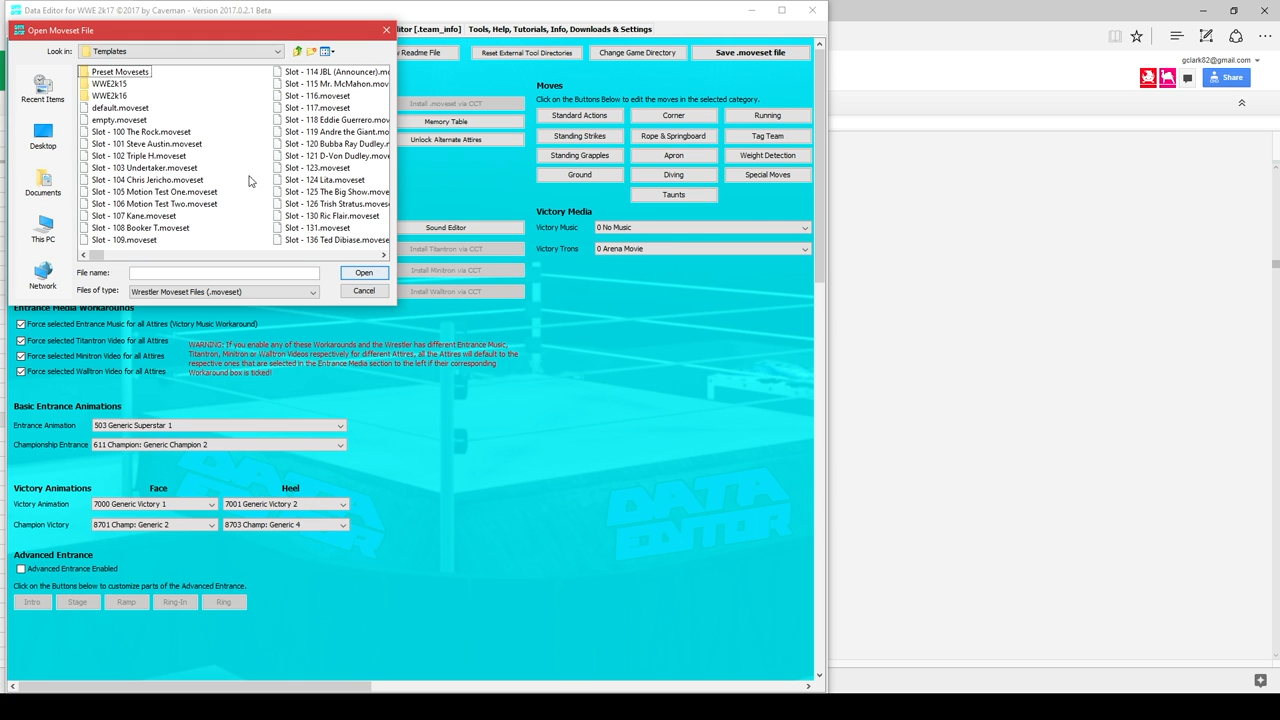 Data Editor for WWE 2k17 ©2017 by Caveman - Version 2017.0.2.1 Beta
Open Moveset File
Editor [.team_info]
Tools, Help, Tutorials, Info, Downloads & Settings
Look in:
Templates
Readme File
Reset External Tool Directories
Change Game Directory
Save .moveset file
gclark82@gmail.com
Share
Recent Items
Desktop
Documents
This PC
Network
Preset Movesets
WWE2k15
WWE2k16
default.moveset
empty.moveset
Slot - 100 The Rock.moveset
Slot - 101 Steve Austin.moveset
Slot - 102 Triple H.moveset
Slot - 103 Undertaker.moveset
Slot - 104 Chris Jericho.moveset
Slot - 105 Motion Test One.moveset
Slot - 106 Motion Test Two.moveset
Slot - 107 Kane.moveset
Slot - 108 Booker T.moveset
Slot - 109.moveset
Slot - 114 JBL (Announcer).mo
Slot - 115 Mr. McMahon.move
Slot - 116.moveset
Slot - 117.moveset
Slot - 118 Eddie Guerrero.mov
Slot - 119 Andre the Giant.mo
Slot - 120 Bubba Ray Dudley.r
Slot - 121 D-Von Dudley.move
Slot - 123.moveset
Slot - 124 Lita.moveset
Slot - 125 The Big Show.move
Slot - 126 Trish Stratus.moves
Slot - 130 Ric Flair.moveset
Slot - 131.moveset
Slot - 136 Ted Dibiase.movese
File name:
Open
Files of type:
Wrestler Moveset Files (.moveset)
Cancel
Install .moveset via CCT
Memory Table
Unlock Alternate Attires
Sound Editor
Install Titantron via CCT
Install Minitron via CCT
Install Walltron via CCT
Moves
Click on the Buttons Below to edit the moves in the selected category.
Standard Actions
Corner
Running
Standing Strikes
Rope & Springboard
Tag Team
Standing Grapples
Apron
Weight Detection
Ground
Diving
Special Moves
Taunts
Victory Media
Victory Music
0 No Music
Victory Trons
0 Arena Movie
Entrance Media Workarounds
Force selected Entrance Music for all Attires (Victory Music Workaround)
Force selected Titantron Video for all Attires
Force selected Minitron Video for all Attires
Force selected Walltron Video for all Attires
WARNING: If you enable any of these Workarounds and the Wrestler has different Entrance Music,
Titantron, Minitron or Walltron Videos respectively for different Attires, all the Attires will default to the
respective ones that are selected in the Entrance Media section to the left if their corresponding
Workaround box is ticked!
Basic Entrance Animations
Entrance Animation
503 Generic Superstar 1
Championship Entrance
611 Champion: Generic Champion 2
Victory Animations
Face
Heel
Victory Animation
7000 Generic Victory 1
7001 Generic Victory 2
Champion Victory
8701 Champ: Generic 2
8703 Champ: Generic 4
Advanced Entrance
Advanced Entrance Enabled
Click on the Buttons below to customize parts of the Advanced Entrance.
Intro
Stage
Ramp
Ring-In
Ring
DATA
EDITOR
DATA
EDITOR